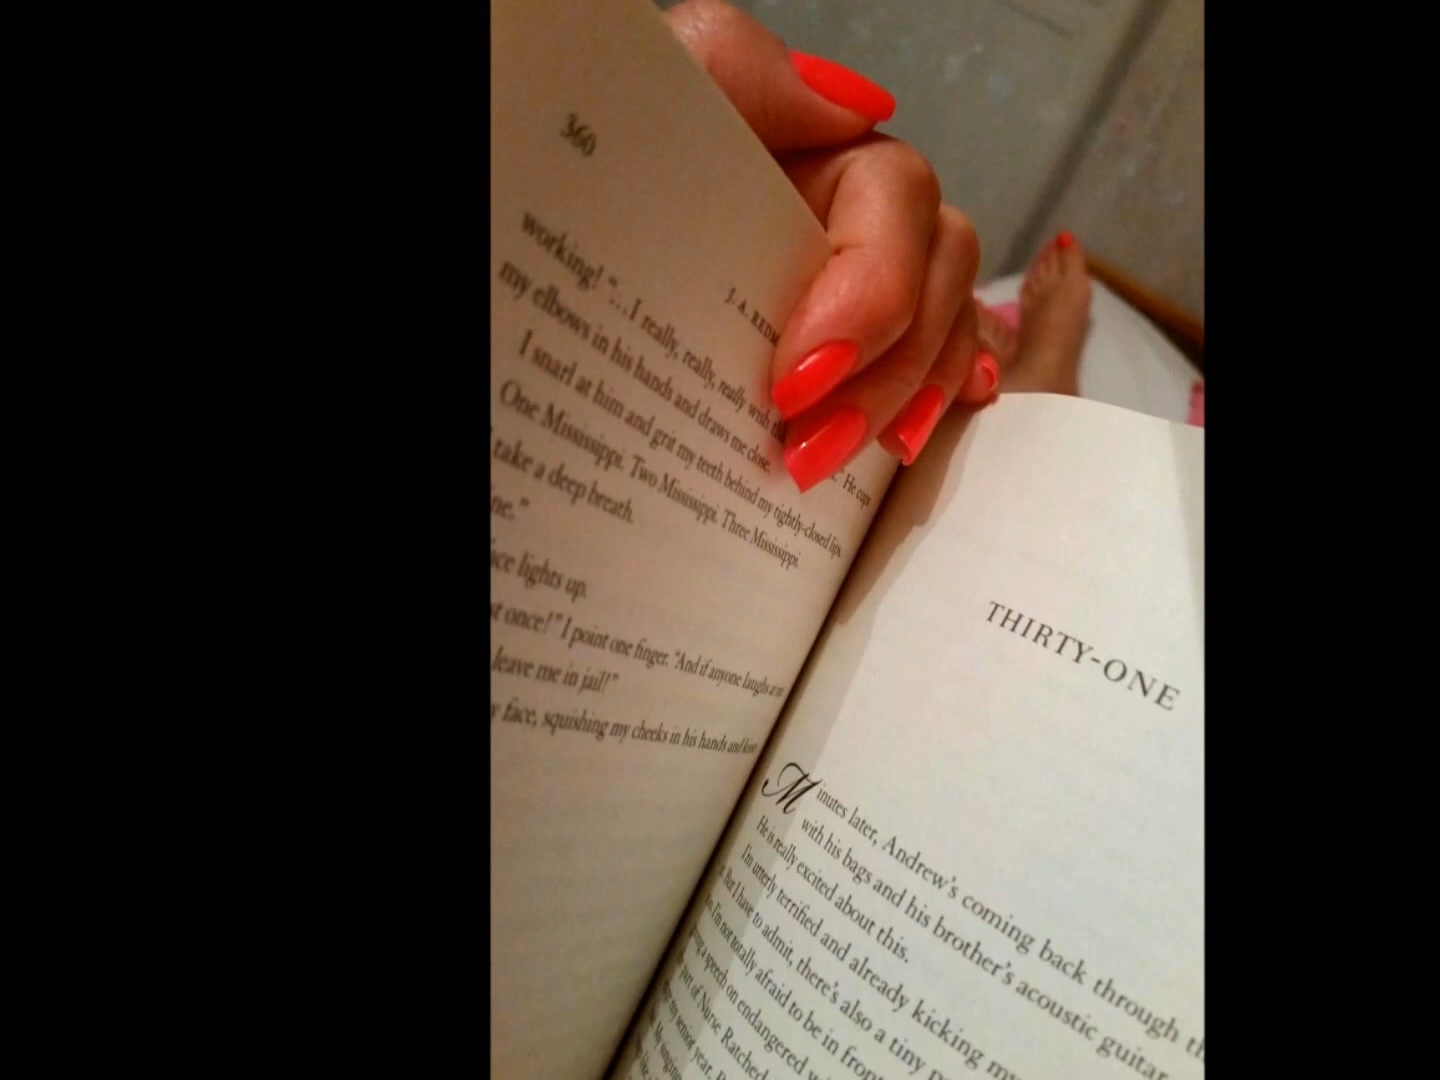 360
J. A. REDM
working! "...I really, really, really wish th
." He cups
my elbows in his hands and draws me close.
I snarl at him and grit my teeth behind my tightly-closed lips.
One Mississippi. Two Mississippi. Three Mississippi.
take a deep breath.
ne."
ce lights up.
t once!" I point one finger. "And if anyone laughs at me
leave me in jail!"
face, squishing my cheeks in his hands and
THIRTY-ONE
Minutes later, Andrew's coming back through th
with his bags and his brother's acoustic guitar.
He is really excited about this.
I'm utterly terrified and already kicking my
But I have to admit, there's also a tiny p
I'm not totally afraid to be in fron
a speech on endangered
part of Nurse Ratched
my senior year.